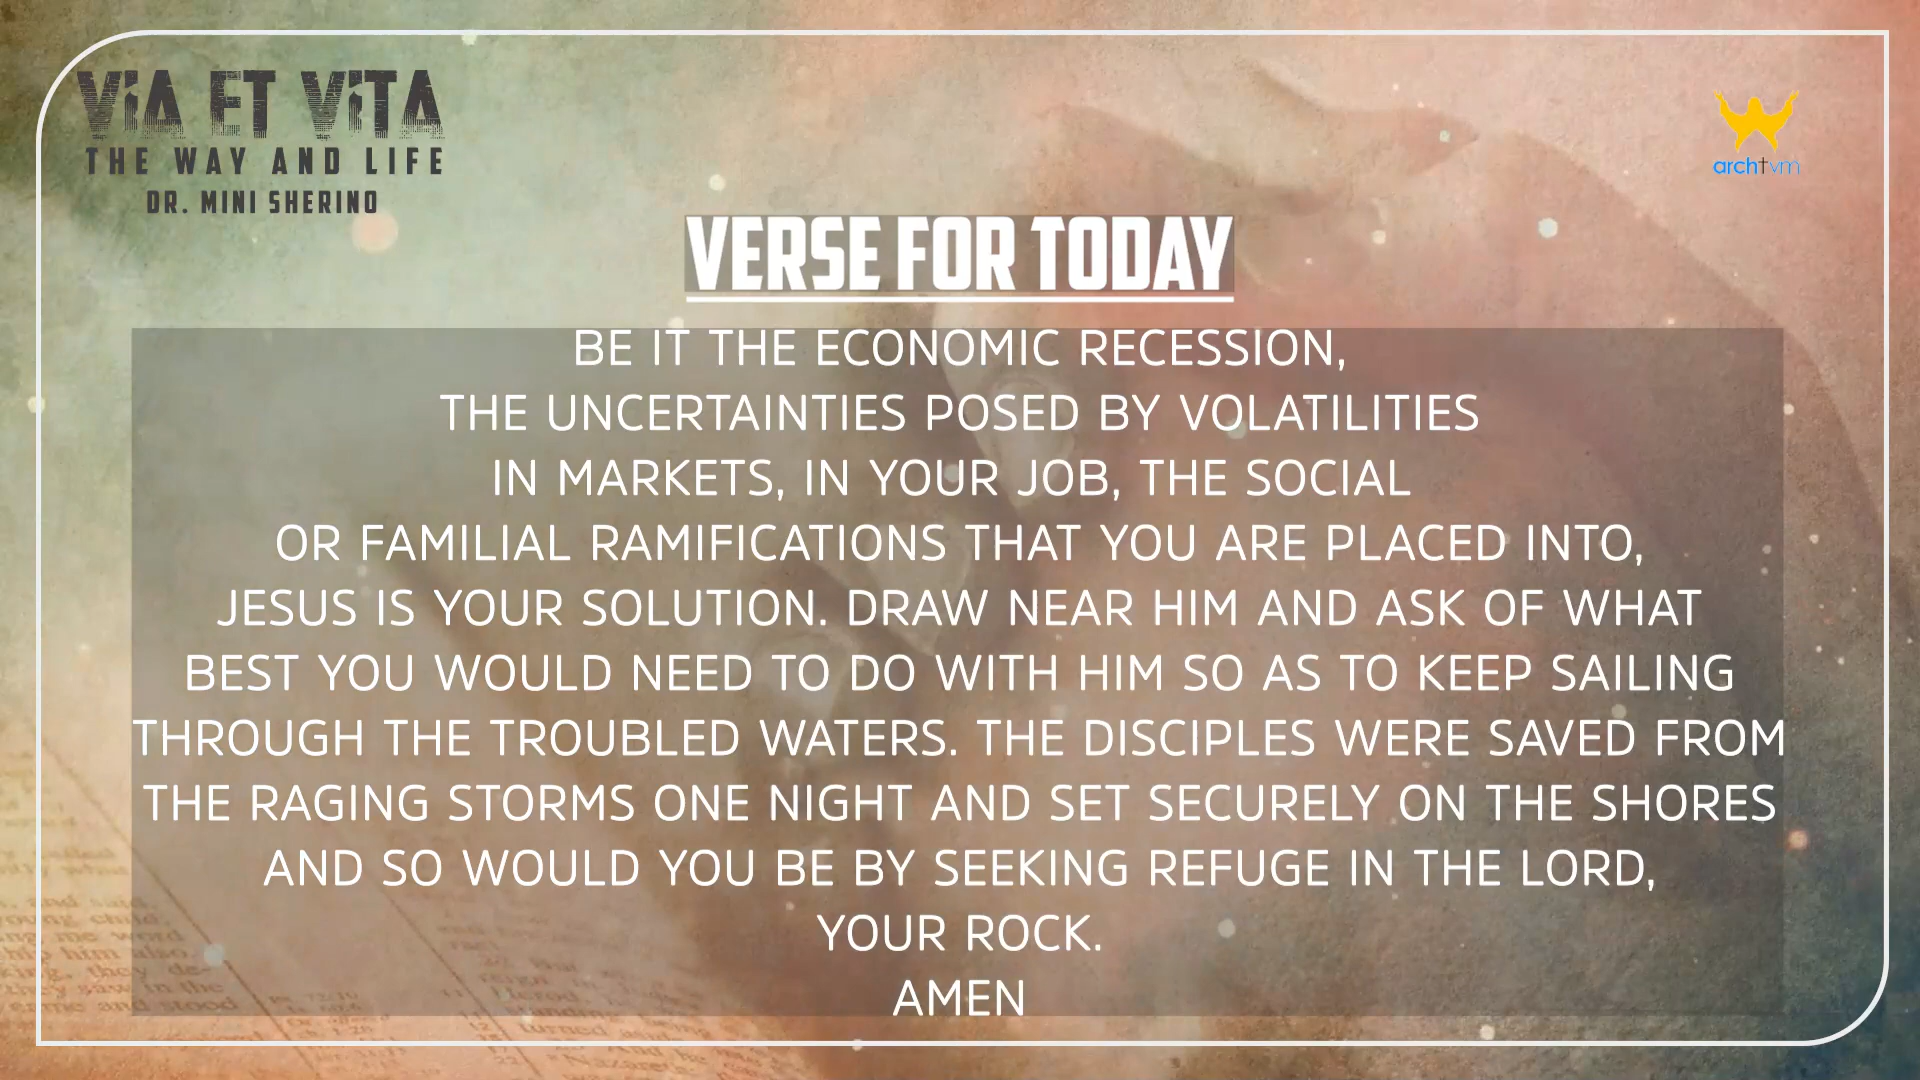 ViA ET ViTA
THE WAY AND LIFE
DR. MINI SHERINO
archtvm
VERSE FOR TODAY
BE IT THE ECONOMIC RECESSION,
THE UNCERTAINTIES POSED BY VOLATILITIES
IN MARKETS, IN YOUR JOB, THE SOCIAL
OR FAMILIAL RAMIFICATIONS THAT YOU ARE PLACED INTO,
JESUS IS YOUR SOLUTION. DRAW NEAR HIM AND ASK OF WHAT
BEST YOU WOULD NEED TO DO WITH HIM SO AS TO KEEP SAILING
THROUGH THE TROUBLED WATERS. THE DISCIPLES WERE SAVED FROM
THE RAGING STORMS ONE NIGHT AND SET SECURELY ON THE SHORES
AND SO WOULD YOU BE BY SEEKING REFUGE IN THE LORD,
YOUR ROCK.
AMEN